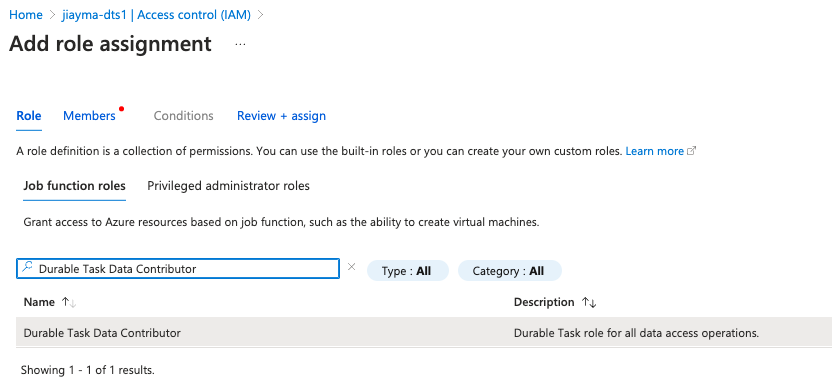 Home > jiayma-dts1 | Access control (IAM) >
Add role assignment ...
Role Members Conditions Review + assign
A role definition is a collection of permissions. You can use the built-in roles or you can create your own custom roles. Learn more
Job function roles Privileged administrator roles
Grant access to Azure resources based on job function, such as the ability to create virtual machines.
Durable Task Data Contributor × Type : All Category : All
Name ↑↓ Description ↑↓
Durable Task Data Contributor Durable Task role for all data access operations.
Showing 1 - 1 of 1 results.